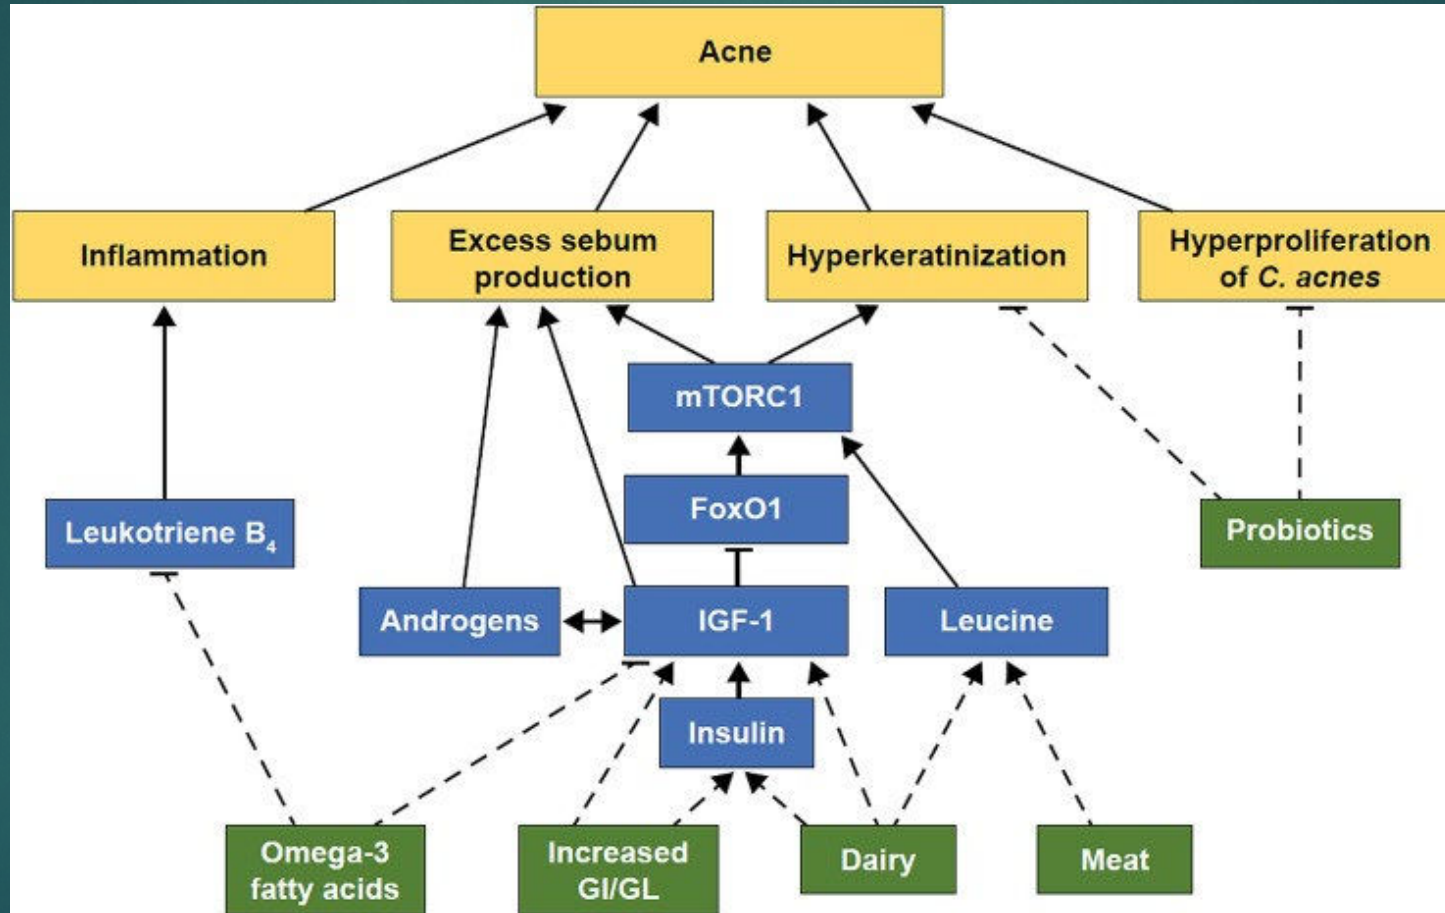 Acne
Inflammation
Excess sebum
production
Hyperkeratinization
Hyperproliferation
of C. acnes
mTORC1
FoxO1
Leukotriene B₄
Probiotics
Androgens
IGF-1
Leucine
Insulin
Omega-3
fatty acids
Increased
GI/GL
Dairy
Meat